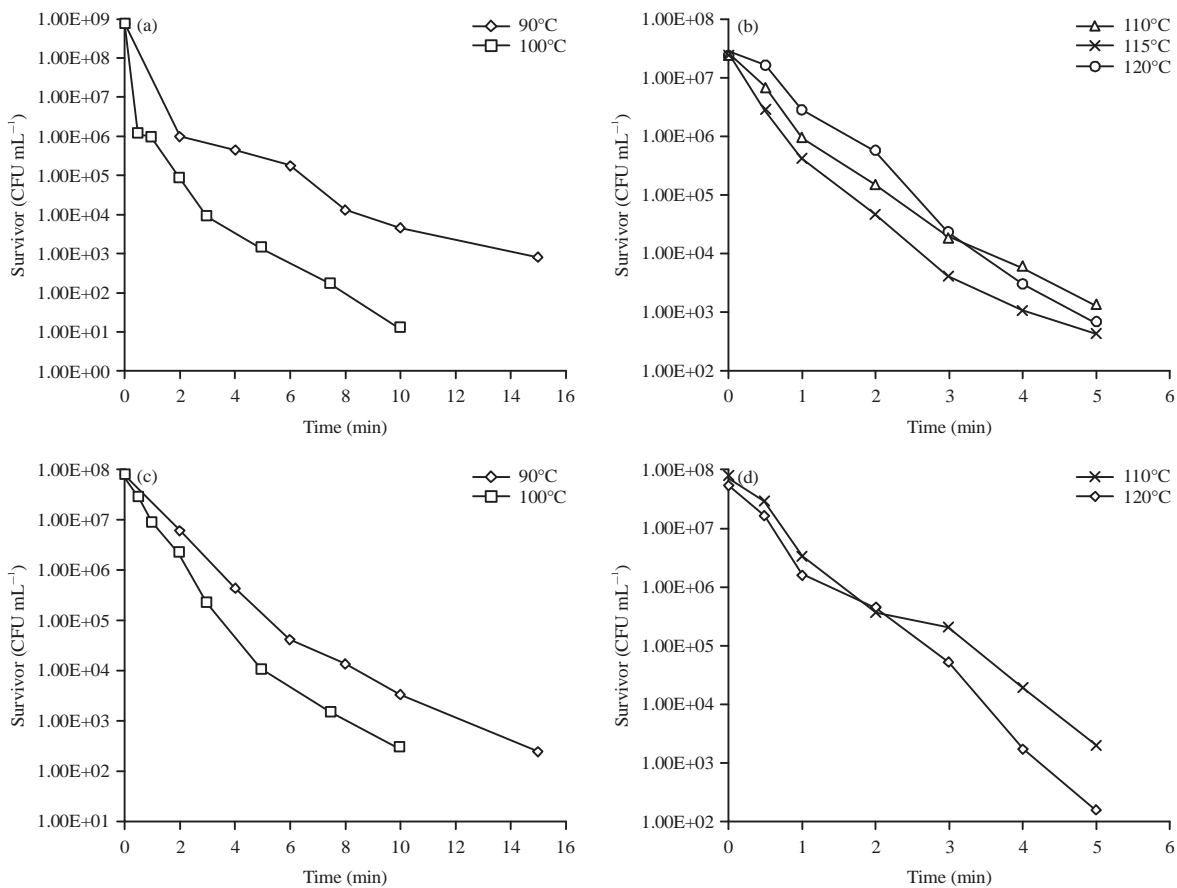 (a)
90°C
100°C
1.00E+09
1.00E+08
1.00E+07
1.00E+06
1.00E+05
1.00E+04
1.00E+03
1.00E+02
1.00E+01
1.00E+00
Survivor (CFU mL⁻¹)
0 2 4 6 8 10 12 14 16
Time (min)
(b)
110°C
115°C
120°C
1.00E+08
1.00E+07
1.00E+06
1.00E+05
1.00E+04
1.00E+03
1.00E+02
Survivor (CFU mL⁻¹)
0 1 2 3 4 5 6
Time (min)
(c)
90°C
100°C
1.00E+08
1.00E+07
1.00E+06
1.00E+05
1.00E+04
1.00E+03
1.00E+02
1.00E+01
Survivor (CFU mL⁻¹)
0 2 4 6 8 10 12 14 16
Time (min)
(d)
110°C
120°C
1.00E+08
1.00E+07
1.00E+06
1.00E+05
1.00E+04
1.00E+03
1.00E+02
Survivor (CFU mL⁻¹)
0 1 2 3 4 5 6
Time (min)